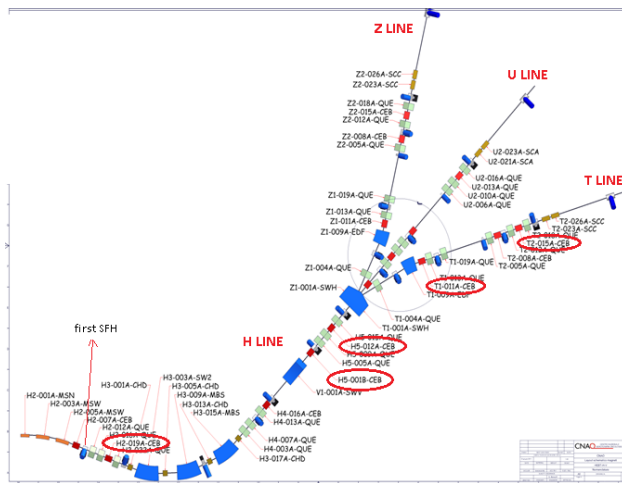 Z LINE
Z2-026A-SCC
Z2-023A-SCC
U LINE
Z2-018A-QUE
Z2-015A-CEB
Z2-012A-QUE
Z2-008A-CEB
Z2-005A-QUE
U2-023A-SCA
U2-021A-SCA
U2-016A-QUE
U2-013A-QUE
U2-010A-QUE
U2-006A-QUE
T LINE
Z1-019A-QUE
Z1-013A-QUE
Z1-011A-CEB
Z1-009A-EDF
T2-026A-SCC
T2-023A-SCC
T2-015A-CEB
T2-008A-CEB
T2-005A-QUE
T1-019A-QUE
Z1-004A-QUE
Z1-001A-SWH
T1-011A-CEB
T1-009A-EDF
T1-004A-QUE
T1-001A-SWH
first SFH
H LINE
H5-015A-QUE
H5-012A-CEB
H5-005A-QUE
H5-001B-CEB
V1-001A-SWV
H3-003A-SW2
H3-001A-CHD
H3-005A-CHD
H3-009A-MBS
H3-013A-CHD
H3-015A-MBS
H2-001A-MSN
H2-003A-MSW
H2-005A-MSW
H2-007A-CEB
H2-012A-QUE
H2-019A-CEB
H4-016A-CEB
H4-013A-QUE
H4-007A-QUE
H4-003A-QUE
H3-017A-CHD
CNAO